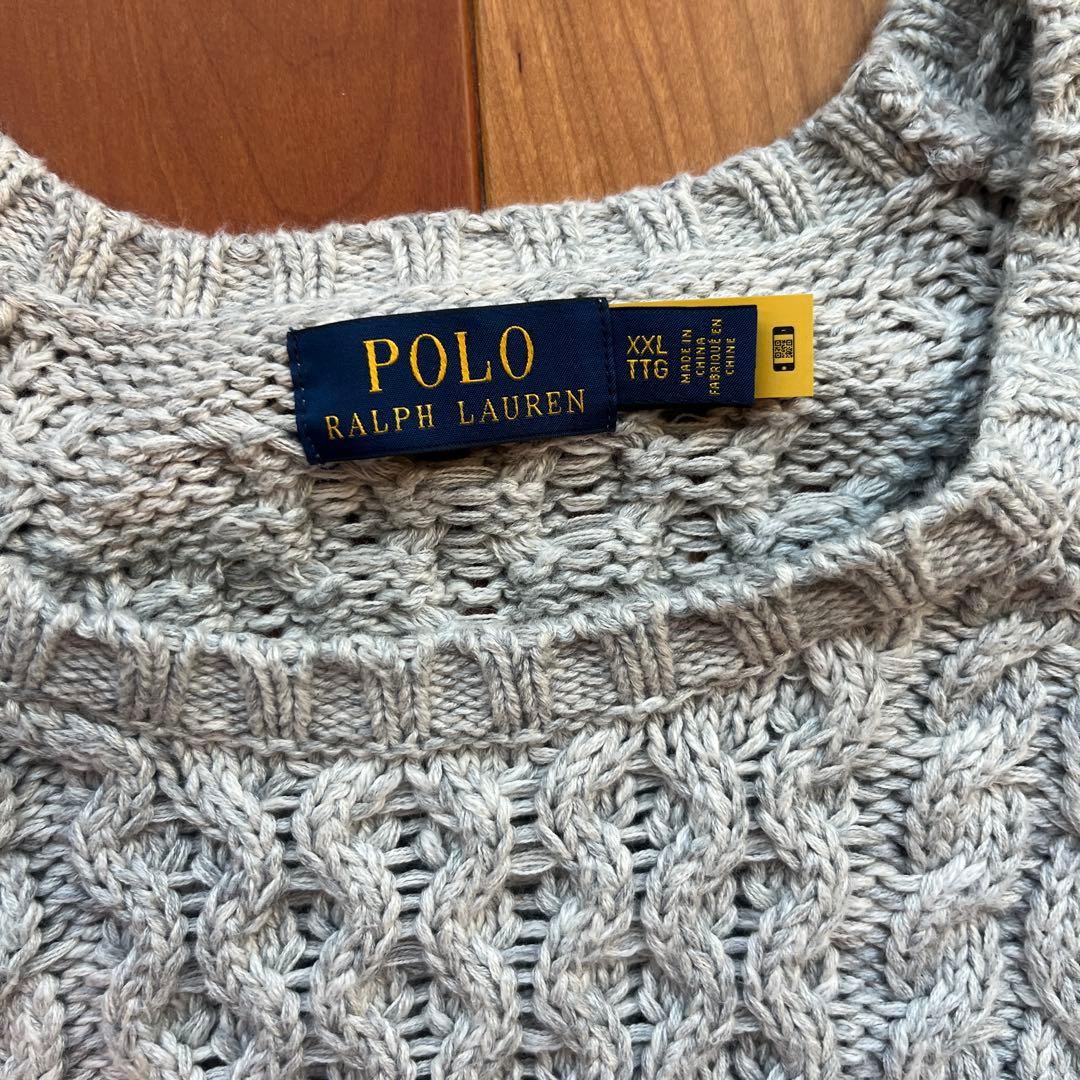 POLO
RALPH LAUREN
XXL
TTG
MADE IN
CHINA
FABRIQUÉ EN
CHINE